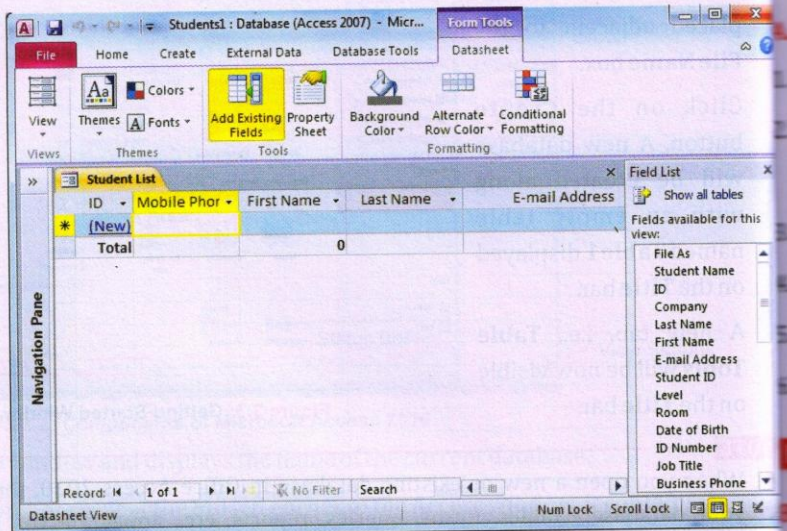 Students1 : Database (Access 2007) - Micr...
Form Tools
File
Home
Create
External Data
Database Tools
Datasheet
View
Themes
Colors
Fonts
Add Existing Fields
Property Sheet
Background Color
Alternate Row Color
Conditional Formatting
Views
Themes
Tools
Formatting
Student List
ID
Mobile Phor
First Name
Last Name
E-mail Address
(New)
Total
0
Navigation Pane
Field List
Show all tables
Fields available for this
view:
File As
Student Name
ID
Company
Last Name
First Name
E-mail Address
Student ID
Level
Room
Date of Birth
ID Number
Job Title
Business Phone
Record: 1 of 1
No Filter
Search
Datasheet View
Num Lock
Scroll Lock